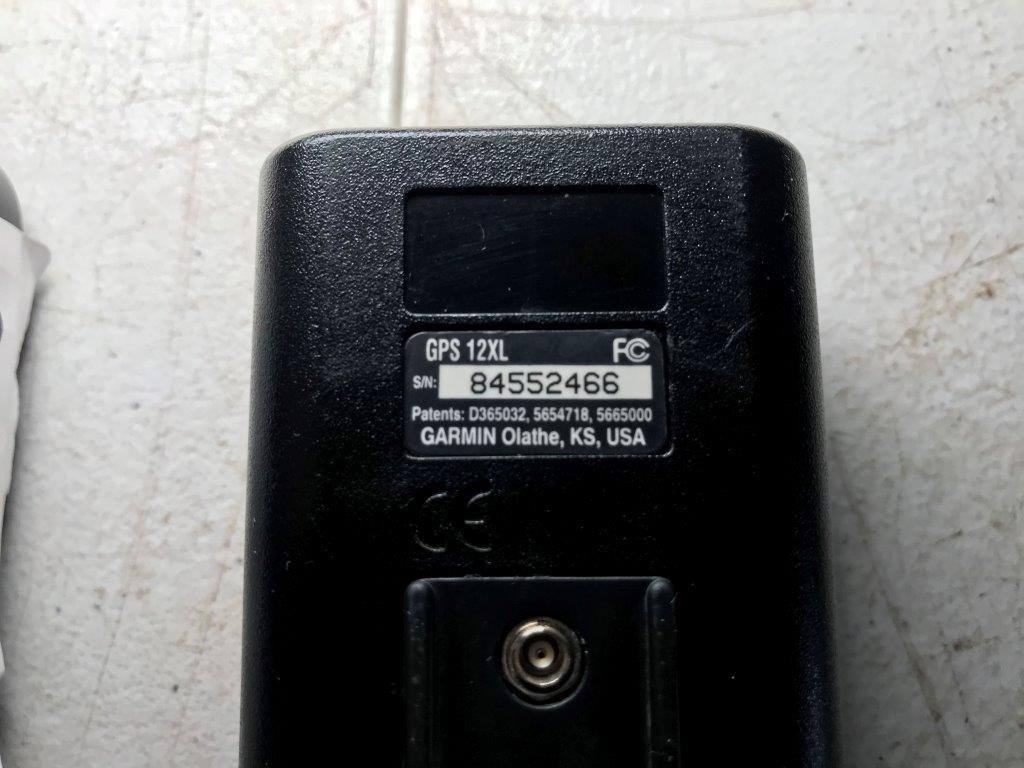 GPS 12XL FC
S/N: 84552466
Patents: D365032, 5654718, 5665000
GARMIN Olathe, KS, USA
CE